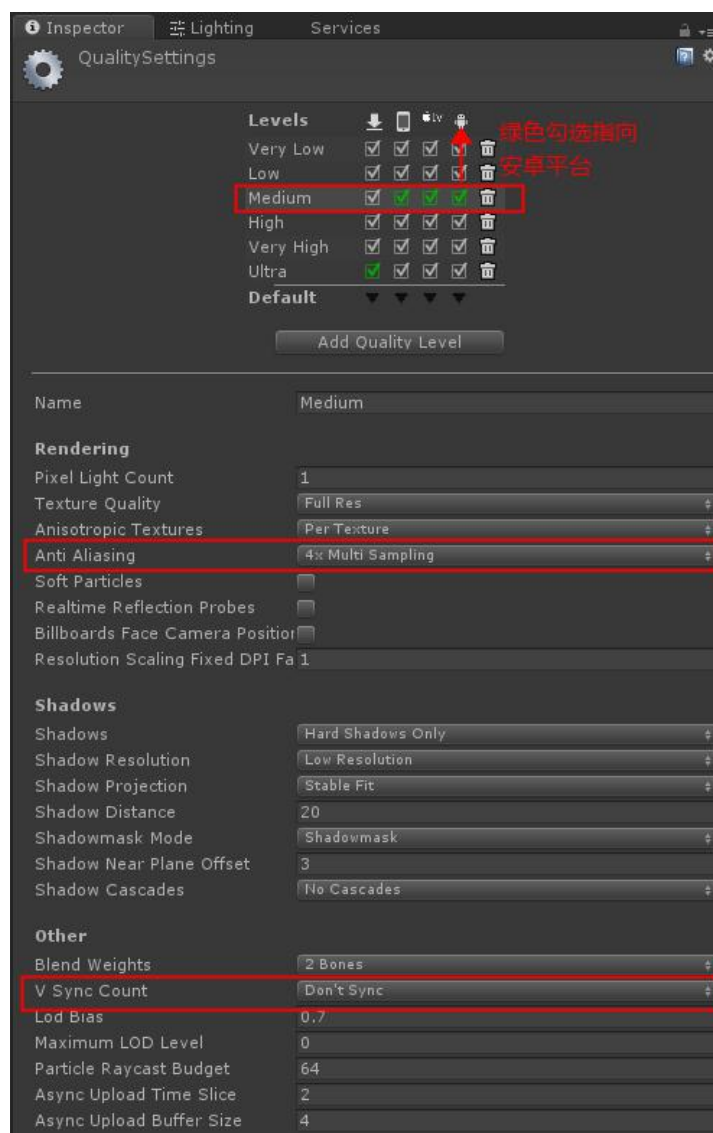 Inspector Lighting Services
QualitySettings
Levels tv
绿色勾选指向
安卓平台
Very Low
Low
Medium
High
Very High
Ultra
Default
Add Quality Level
Name Medium
Rendering
Pixel Light Count 1
Texture Quality Full Res
Anisotropic Textures Per Texture
Anti Aliasing 4x Multi Sampling
Soft Particles
Realtime Reflection Probes
Billboards Face Camera Position
Resolution Scaling Fixed DPI Fa 1
Shadows
Shadows Hard Shadows Only
Shadow Resolution Low Resolution
Shadow Projection Stable Fit
Shadow Distance 20
Shadowmask Mode Shadowmask
Shadow Near Plane Offset 3
Shadow Cascades No Cascades
Other
Blend Weights 2 Bones
V Sync Count Don't Sync
Lod Bias 0.7
Maximum LOD Level 0
Particle Raycast Budget 64
Async Upload Time Slice 2
Async Upload Buffer Size 4